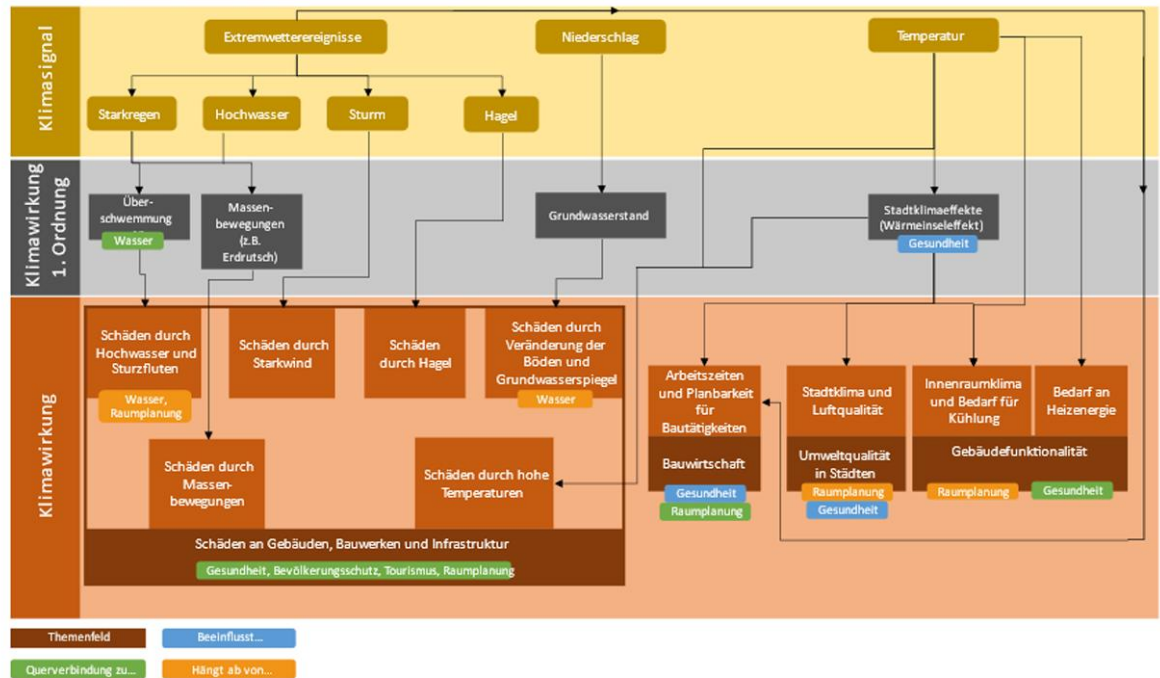 Klimasignal
Extremwetterereignisse
Niederschlag
Temperatur
Starkregen
Hochwasser
Sturm
Hagel
Klimawirkung
1. Ordnung
Über-
schwemmung
Wasser
Massen-
bewegungen
(z.B.
Erdrutsch)
Grundwasserstand
Stadtklimaeffekte
(Wärmeinseleffekt)
Gesundheit
Klimawirkung
Schäden durch
Hochwasser und
Sturzfluten
Wasser,
Raumplanung
Schäden durch
Starkwind
Schäden
durch Hagel
Schäden durch
Veränderung der
Böden und
Grundwasserspiegel
Wasser
Schäden durch
Massen-
bewegungen
Schäden durch hohe
Temperaturen
Schäden an Gebäuden, Bauwerken und Infrastruktur
Gesundheit, Bevölkerungsschutz, Tourismus, Raumplanung
Arbeitszeiten
und Planbarkeit
für
Bautätigkeiten
Bauwirtschaft
Gesundheit
Raumplanung
Stadtklima und
Luftqualität
Umweltqualität
in Städten
Raumplanung
Gesundheit
Innenraumklima
und Bedarf für
Kühlung
Bedarf an
Heizenergie
Gebäudefunktionalität
Raumplanung
Gesundheit
Themenfeld
Beeinflusst...
Querverbindung zu...
Hängt ab von...